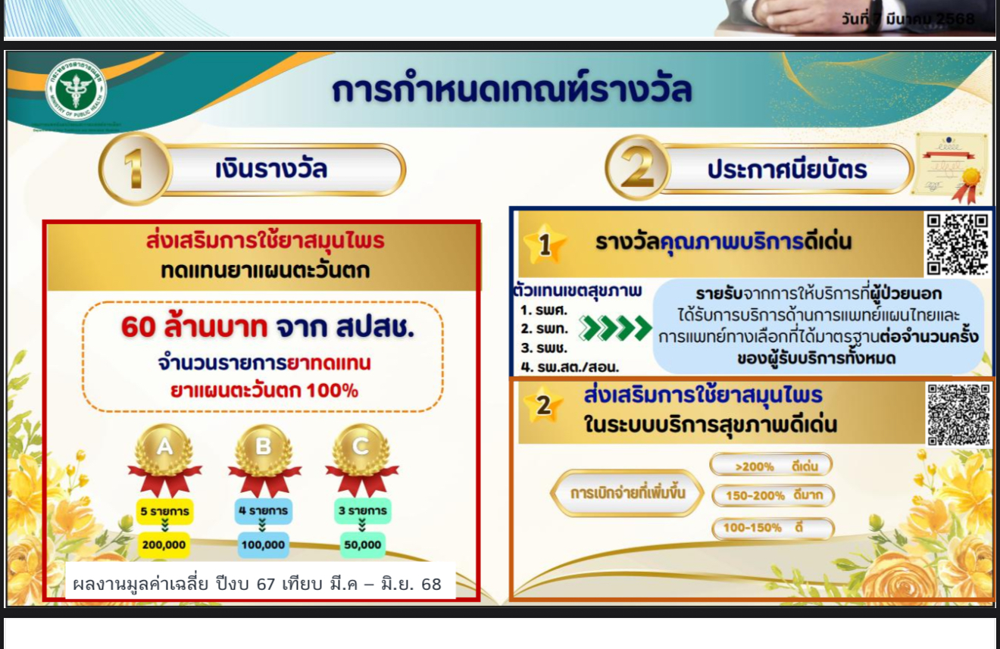 วันที่ 7 มีนาคม 2568
กระทรวงสาธารณสุข
MINISTRY OF PUBLIC HEALTH
การกำหนดเกณฑ์รางวัล
1 เงินรางวัล
ส่งเสริมการใช้ยาสมุนไพร
ทดแทนยาแผนตะวันตก
60 ล้านบาท จาก สปสช.
จำนวนรายการยาทดแทน
ยาแผนตะวันตก 100%
A B C
5 รายการ 4 รายการ 3 รายการ
200,000 100,000 50,000
ผลงานมูลค่าเฉลี่ย ปีงบ 67 เทียบ มี.ค – มิ.ย. 68
2 ประกาศนียบัตร
1 รางวัลคุณภาพบริการดีเด่น
ตัวแทนเขตสุขภาพ
1. รพศ.
2. รพท.
3. รพช.
4. รพ.สต./สอน.
รายรับจากการให้บริการที่ผู้ป่วยนอก
ได้รับการบริการด้านการแพทย์แผนไทยและ
การแพทย์ทางเลือกที่ได้มาตรฐานต่อจำนวนครั้ง
ของผู้รับบริการทั้งหมด
2 ส่งเสริมการใช้ยาสมุนไพร
ในระบบบริการสุขภาพดีเด่น
การเบิกจ่ายที่เพิ่มขึ้น
>200% ดีเด่น
150-200% ดีมาก
100-150% ดี